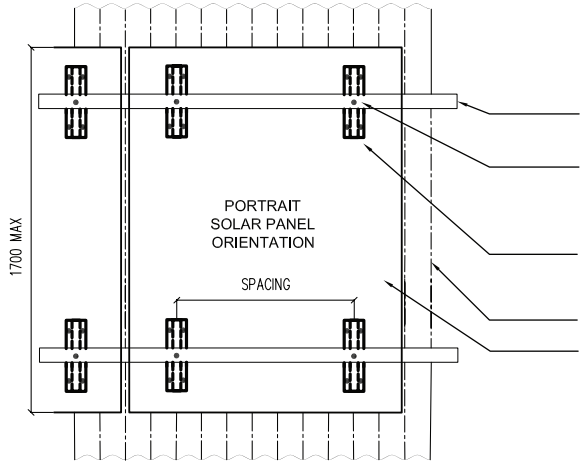 PORTRAIT
SOLAR PANEL
ORIENTATION
SPACING
1700 MAX